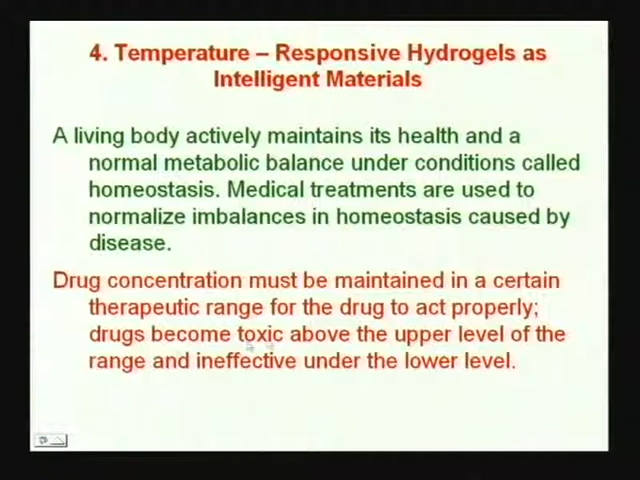 4. Temperature – Responsive Hydrogels as
Intelligent Materials
A living body actively maintains its health and a
normal metabolic balance under conditions called
homeostasis. Medical treatments are used to
normalize imbalances in homeostasis caused by
disease.
Drug concentration must be maintained in a certain
therapeutic range for the drug to act properly;
drugs become toxic above the upper level of the
range and ineffective under the lower level.